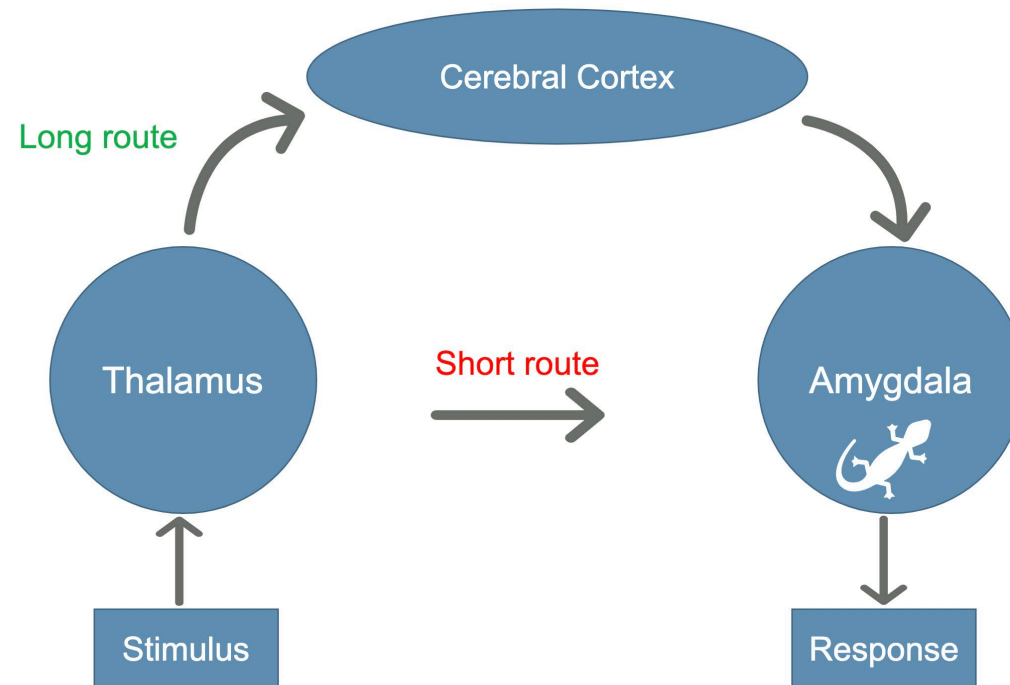 Cerebral Cortex
Long route
Short route
Thalamus
Amygdala
Stimulus
Response